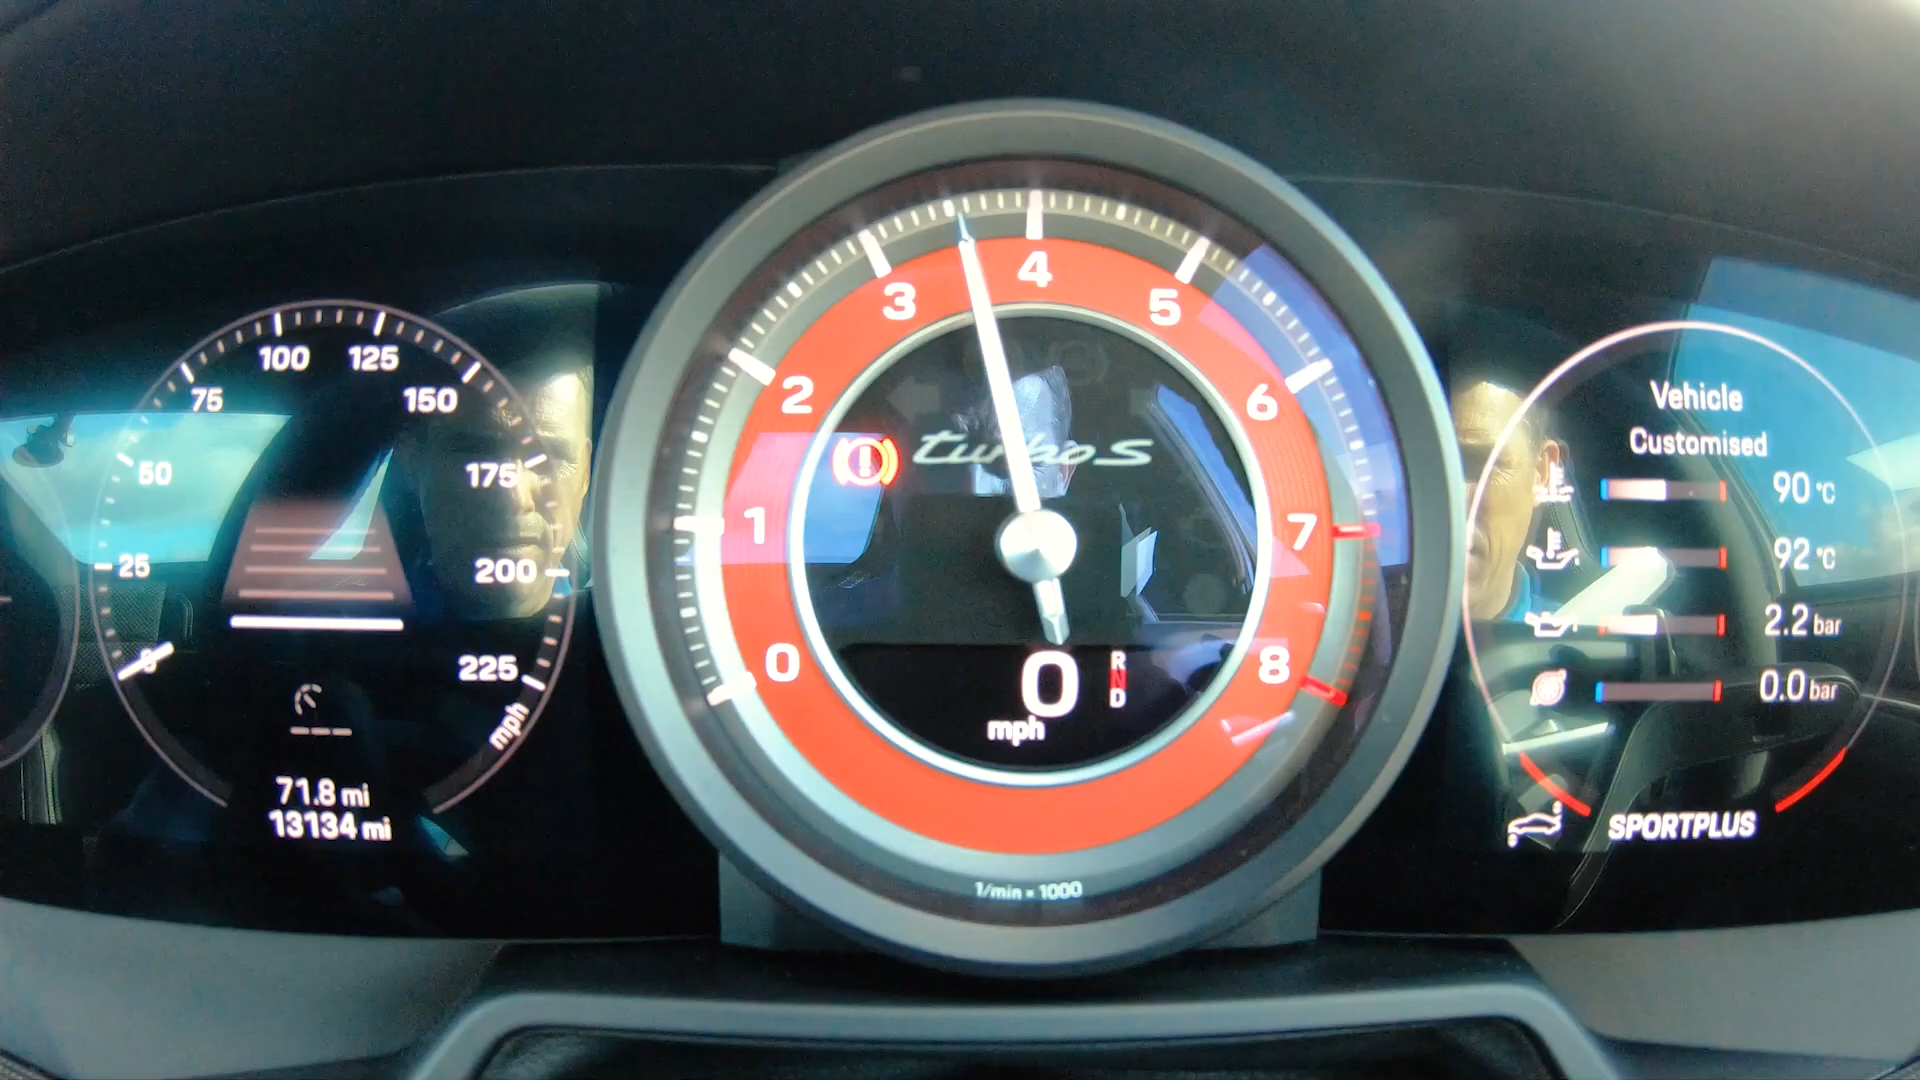 100 125
75 150
50 175
25 200
0 225
mph
71.8 mi
13134 mi
4
3 5
2 6
1 7
0 8
turbo S
0
mph
R
N
D
1/min × 1000
Vehicle
Customised
90 °C
92 °C
2.2 bar
0.0 bar
SPORTPLUS